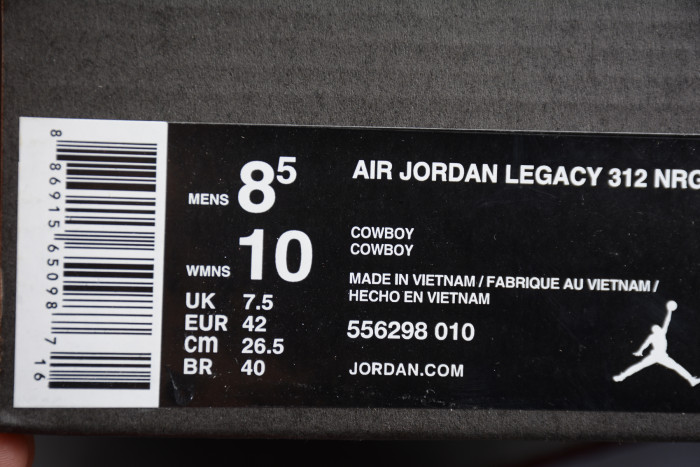 8 86915 65098 7 16
MENS 8⁵
WMNS 10
UK 7.5
EUR 42
cm 26.5
BR 40
AIR JORDAN LEGACY 312 NRG
COWBOY
COWBOY
MADE IN VIETNAM / FABRIQUE AU VIETNAM /
HECHO EN VIETNAM
556298 010
JORDAN.COM